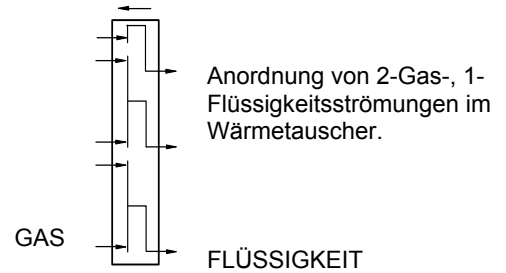 Anordnung von 2-Gas-, 1-
Flüssigkeitsströmungen im
Wärmetauscher.
GAS
FLÜSSIGKEIT